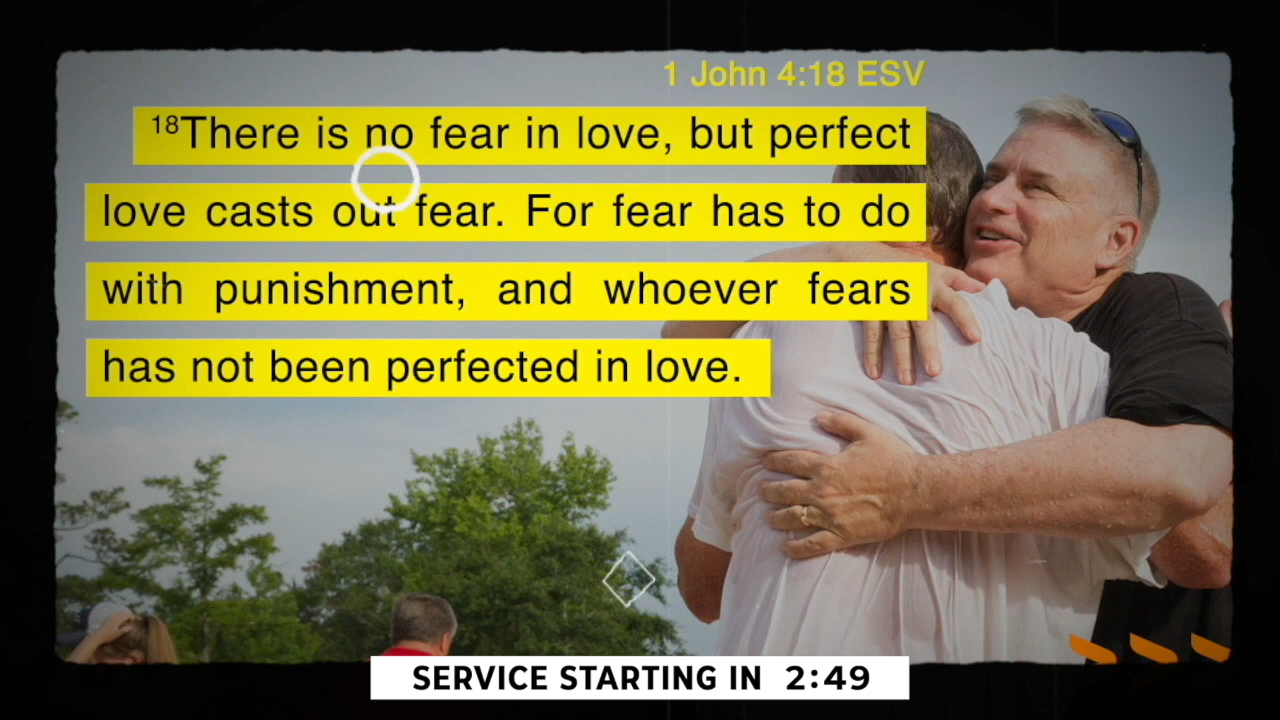 1 John 4:18 ESV
18There is no fear in love, but perfect
love casts out fear. For fear has to do
with punishment, and whoever fears
has not been perfected in love.
SERVICE STARTING IN 2:49